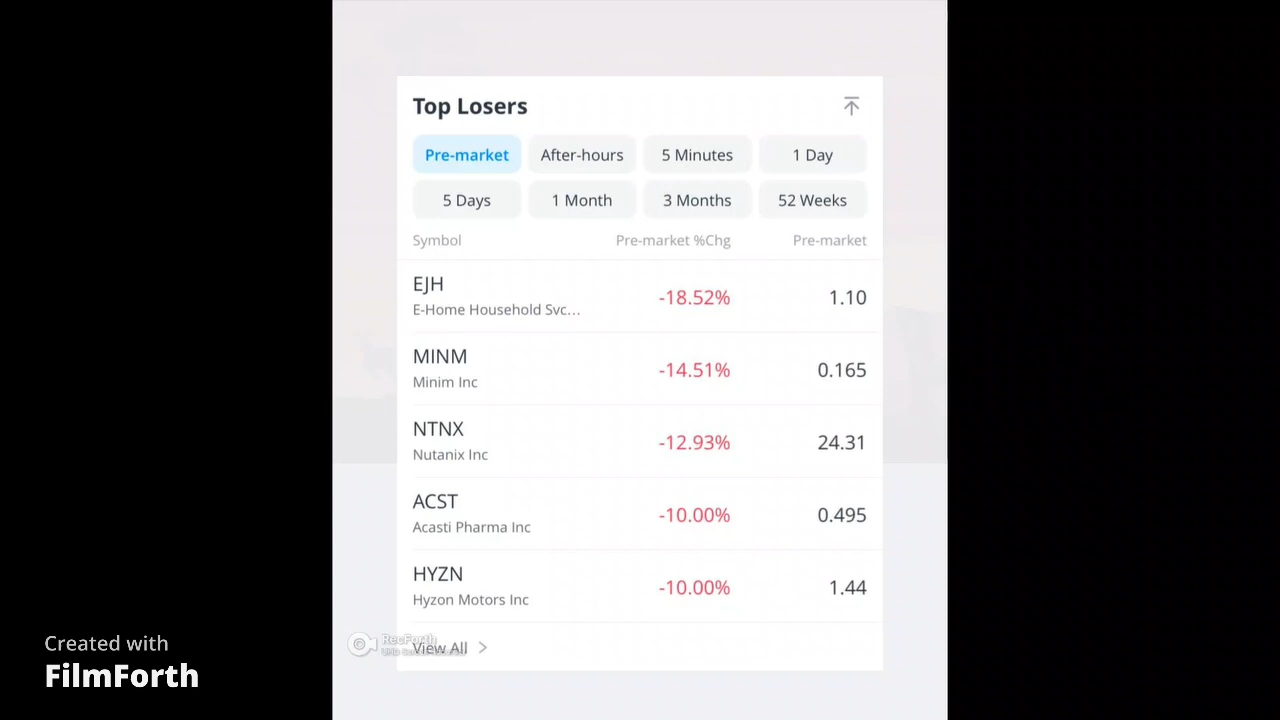 Top Losers
Pre-market After-hours 5 Minutes 1 Day
5 Days 1 Month 3 Months 52 Weeks
Symbol Pre-market %Chg Pre-market
EJH
E-Home Household Svc...
-18.52% 1.10
MINM
Minim Inc
-14.51% 0.165
NTNX
Nutanix Inc
-12.93% 24.31
ACST
Acasti Pharma Inc
-10.00% 0.495
HYZN
Hyzon Motors Inc
-10.00% 1.44
RecForth
View All
Created with
FilmForth